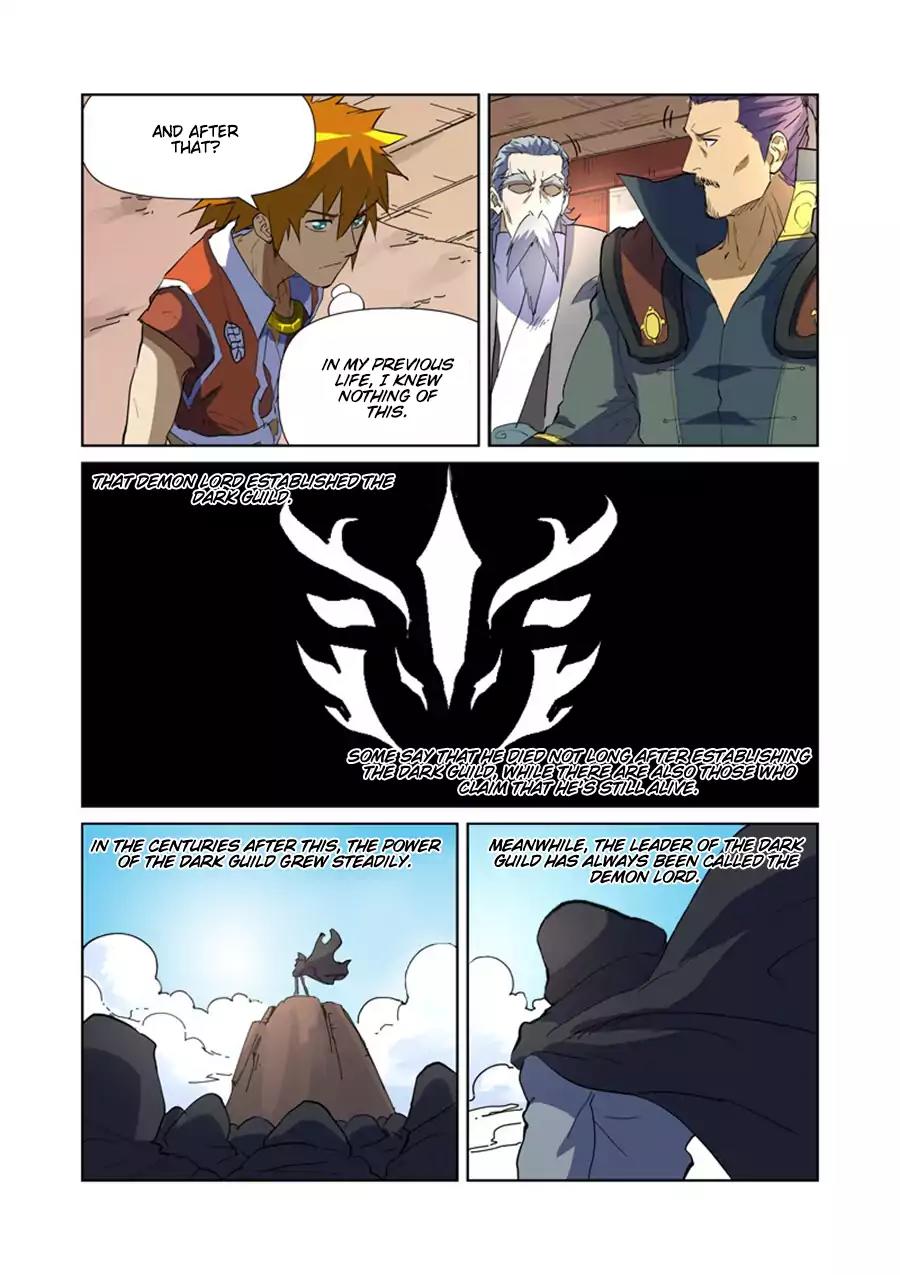 AND AFTER
THAT?
IN MY PREVIOUS
LIFE, I KNEW
NOTHING OF
THIS.
THAT DEMON LORD ESTABLISHED THE
DARK GUILD.
SOME SAY THAT HE DIED NOT LONG AFTER ESTABLISHING
THE DARK GUILD, WHILE THERE ARE ALSO THOSE WHO
CLAIM THAT HE'S STILL ALIVE.
IN THE CENTURIES AFTER THIS, THE POWER
OF THE DARK GUILD GREW STEADILY.
MEANWHILE, THE LEADER OF THE DARK
GUILD HAS ALWAYS BEEN CALLED THE
DEMON LORD.